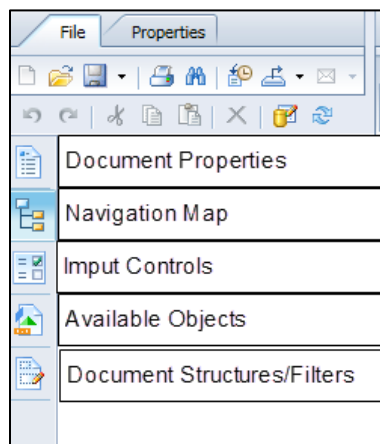 File Properties
Document Properties
Navigation Map
Imput Controls
Available Objects
Document Structures/Filters